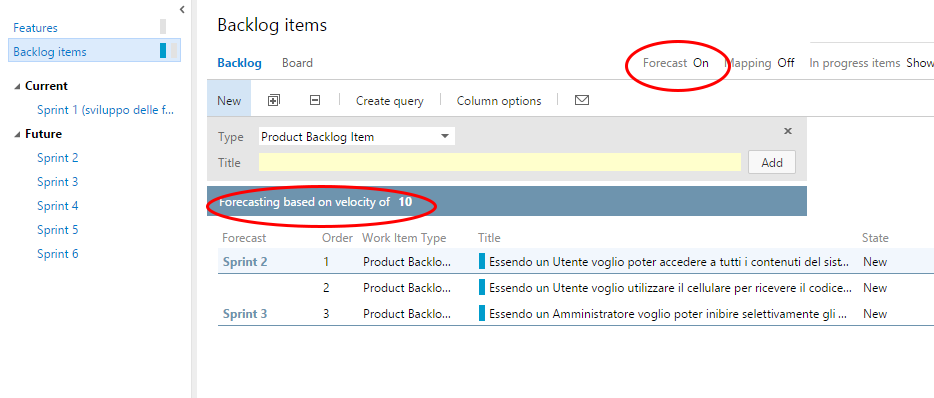 Features
Backlog items
Current
Sprint 1 (sviluppo delle f...
Future
Sprint 2
Sprint 3
Sprint 4
Sprint 5
Sprint 6
Backlog items
Backlog Board Forecast On Mapping Off In progress items Show
New Create query Column options
Type Product Backlog Item
Title Add
Forecasting based on velocity of 10
Forecast Order Work Item Type Title State
Sprint 2 1 Product Backlo... Essendo un Utente voglio poter accedere a tutti i contenuti del sist... New
2 Product Backlo... Essendo un Utente voglio utilizzare il cellulare per ricevere il codice... New
Sprint 3 3 Product Backlo... Essendo un Amministratore voglio poter inibire selettivamente gli ... New